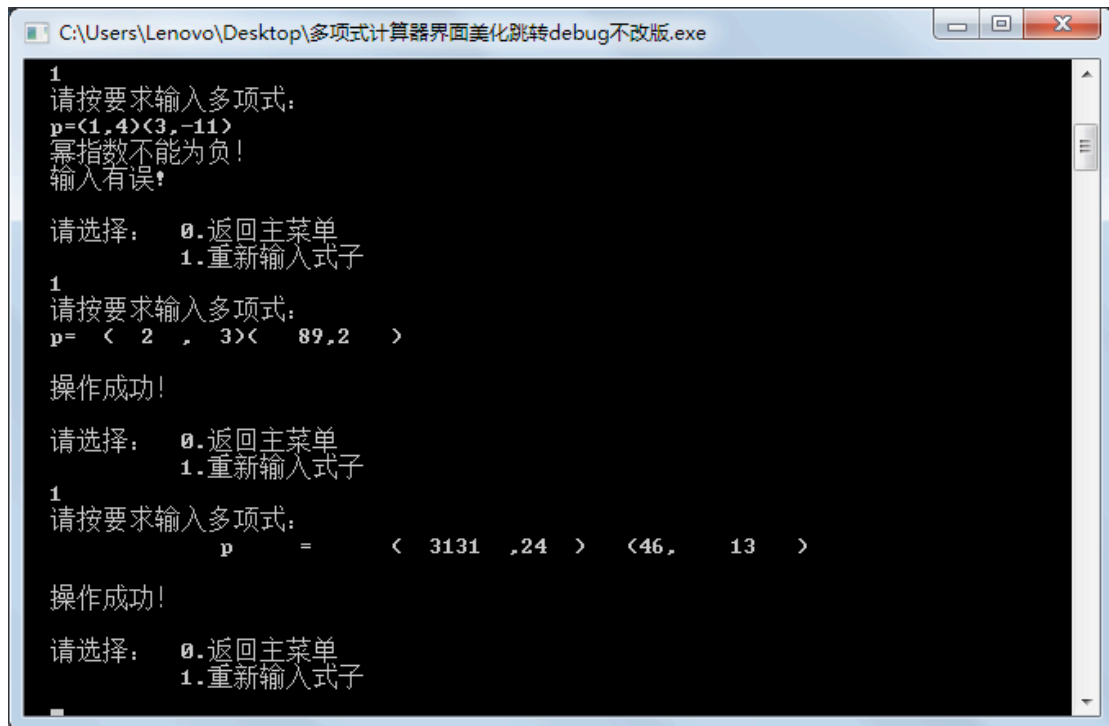 C:\Users\Lenovo\Desktop\多项式计算器界面美化跳转debug不改版.exe
1
请按要求输入多项式:
p=(1,4)(3,-11)
幂指数不能为负!
输入有误!
请选择: 0.返回主菜单
1.重新输入式子
1
请按要求输入多项式:
p= ( 2 , 3)( 89,2 )
操作成功!
请选择: 0.返回主菜单
1.重新输入式子
1
请按要求输入多项式:
p = ( 3131 ,24 ) (46, 13 )
操作成功!
请选择: 0.返回主菜单
1.重新输入式子